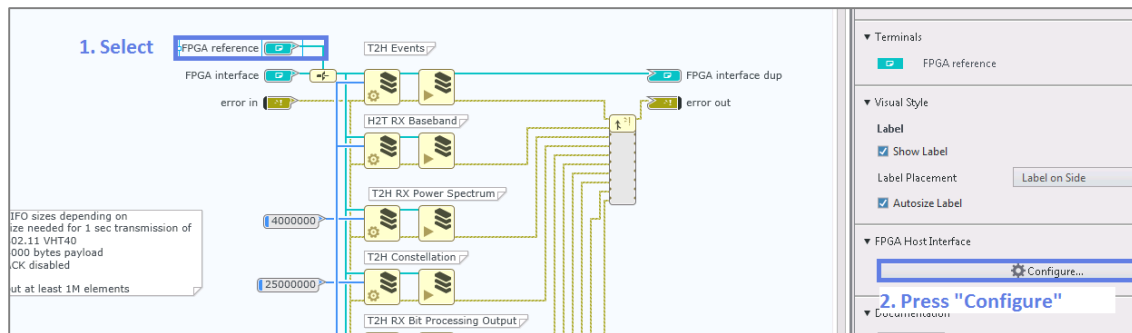 1. Select
FPGA reference
T2H Events
FPGA interface
FPGA interface dup
error in
error out
H2T RX Baseband
T2H RX Power Spectrum
4000000
IFO sizes depending on
ize needed for 1 sec transmission of
02.11 VHT40
000 bytes payload
ACK disabled
ut at least 1M elements
T2H Constellation
25000000
T2H RX Bit Processing Output
Terminals
FPGA reference
Visual Style
Label
Show Label
Label Placement
Label on Side
Autosize Label
FPGA Host Interface
Configure...
2. Press "Configure"
Documentation